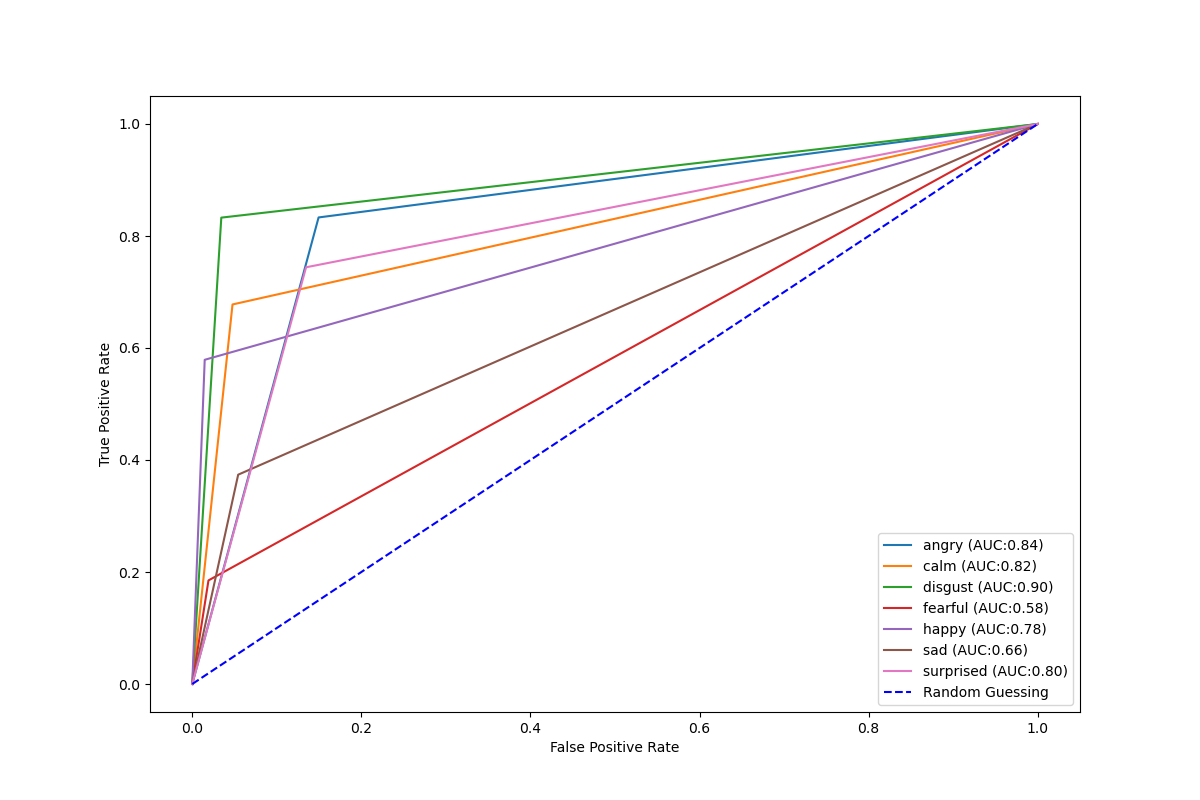 1.0
0.8
0.6
0.4
0.2
0.0
True Positive Rate
0.0 0.2 0.4 0.6 0.8 1.0
False Positive Rate
angry (AUC:0.84)
calm (AUC:0.82)
disgust (AUC:0.90)
fearful (AUC:0.58)
happy (AUC:0.78)
sad (AUC:0.66)
surprised (AUC:0.80)
Random Guessing